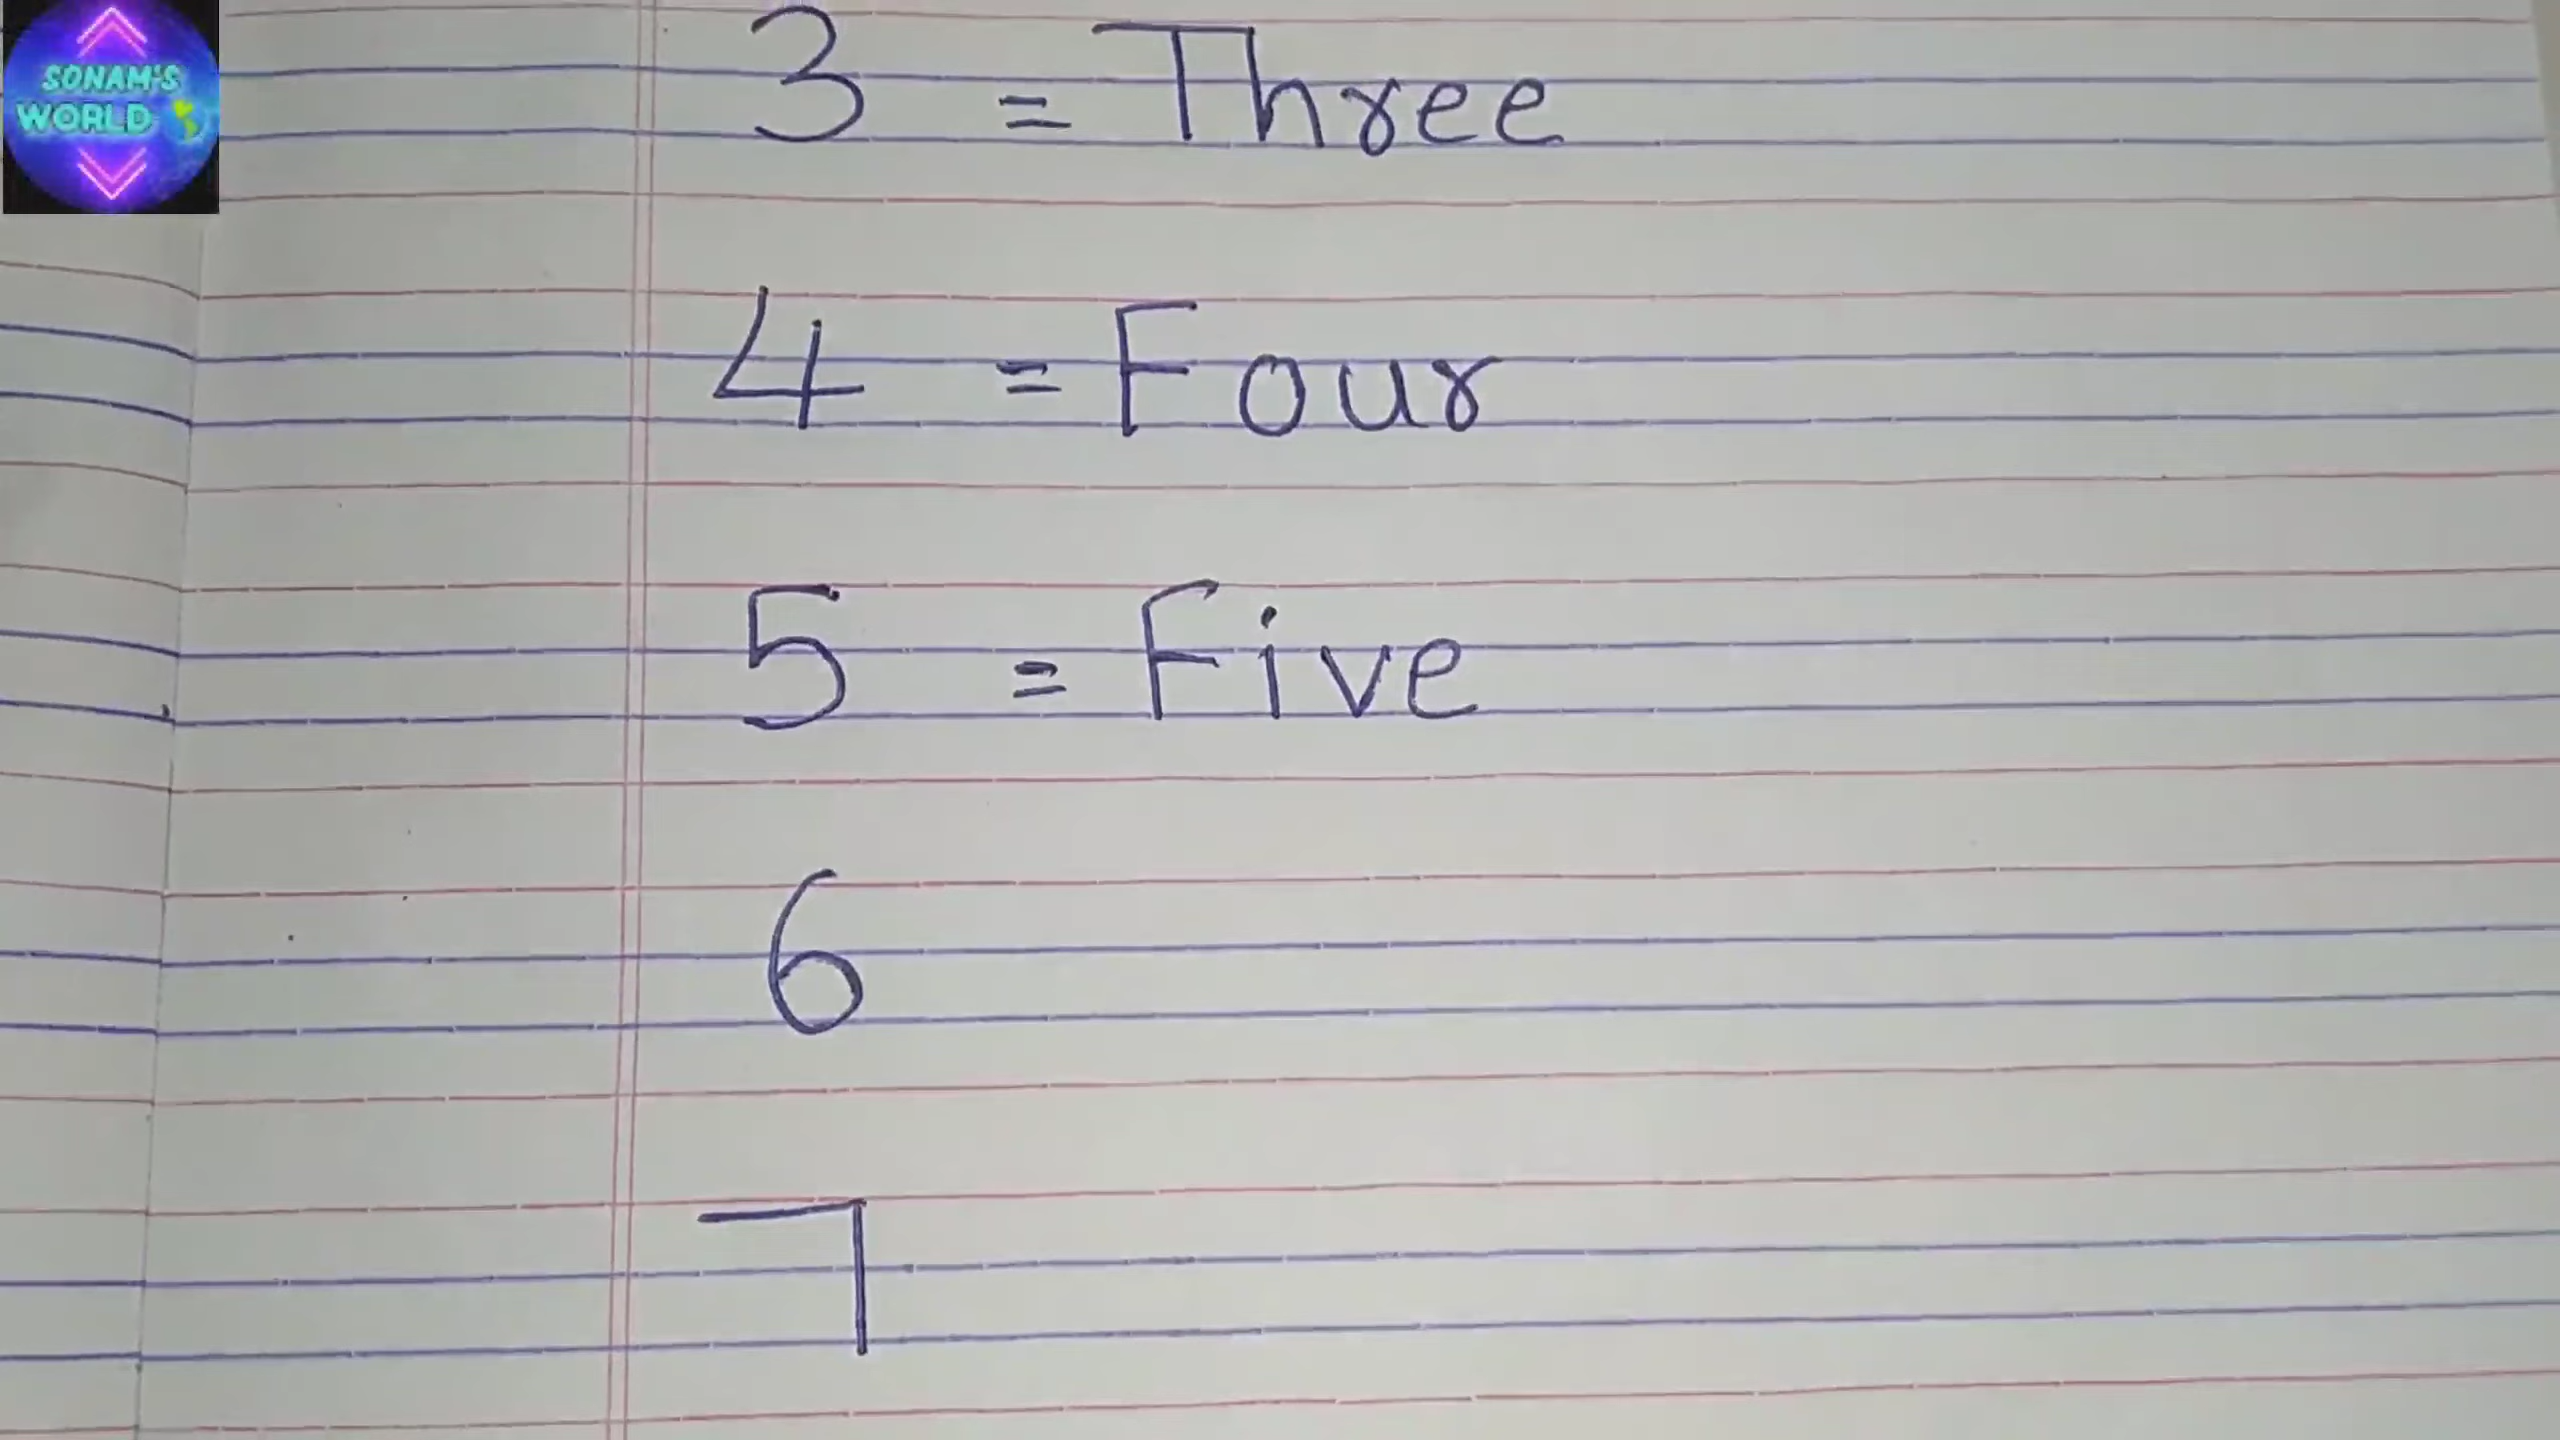 SONAM'S
WORLD
3 = Three
4 = Four
5 = Five
6
7